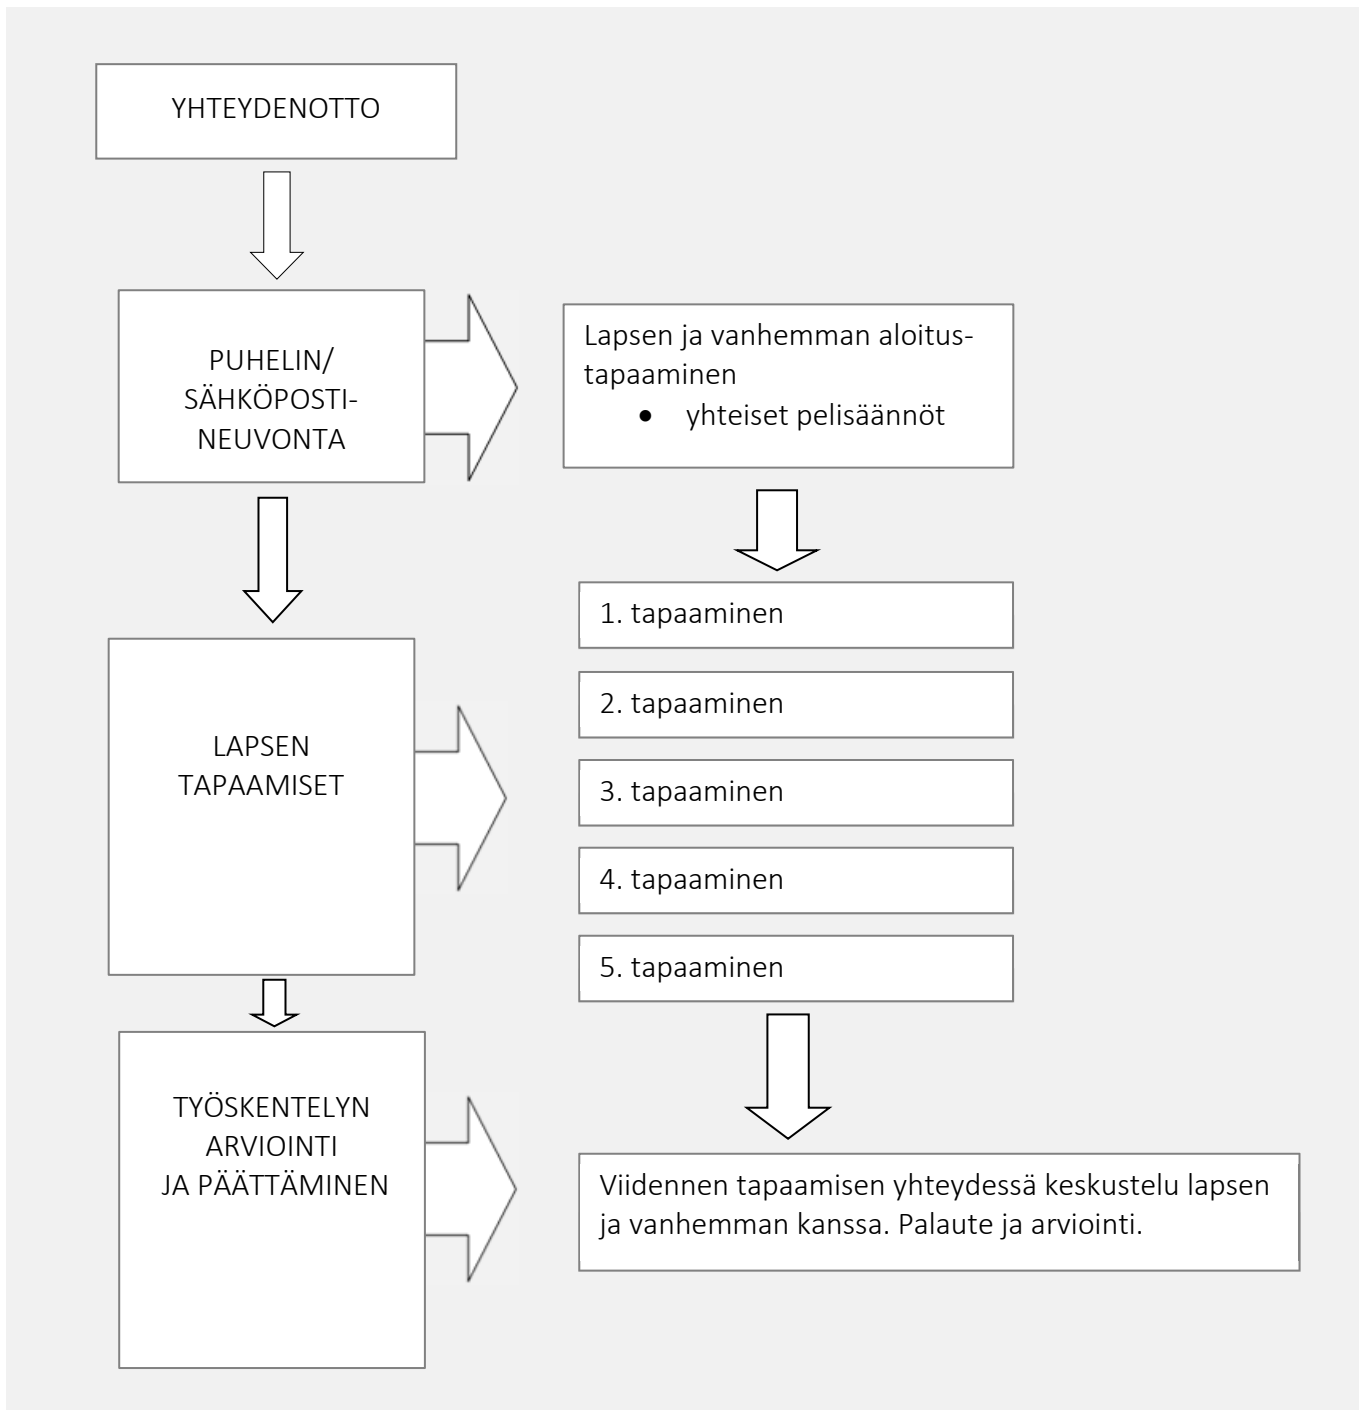 YHTEYDENOTTO
PUHELIN/
SÄHKÖPOSTI-
NEUVONTA
Lapsen ja vanhemman aloitus-
tapaaminen
• yhteiset pelisäännöt
LAPSEN
TAPAAMISET
1. tapaaminen
2. tapaaminen
3. tapaaminen
4. tapaaminen
5. tapaaminen
TYÖSKENTELYN
ARVIOINTI
JA PÄÄTTÄMINEN
Viidennen tapaamisen yhteydessä keskustelu lapsen
ja vanhemman kanssa. Palaute ja arviointi.